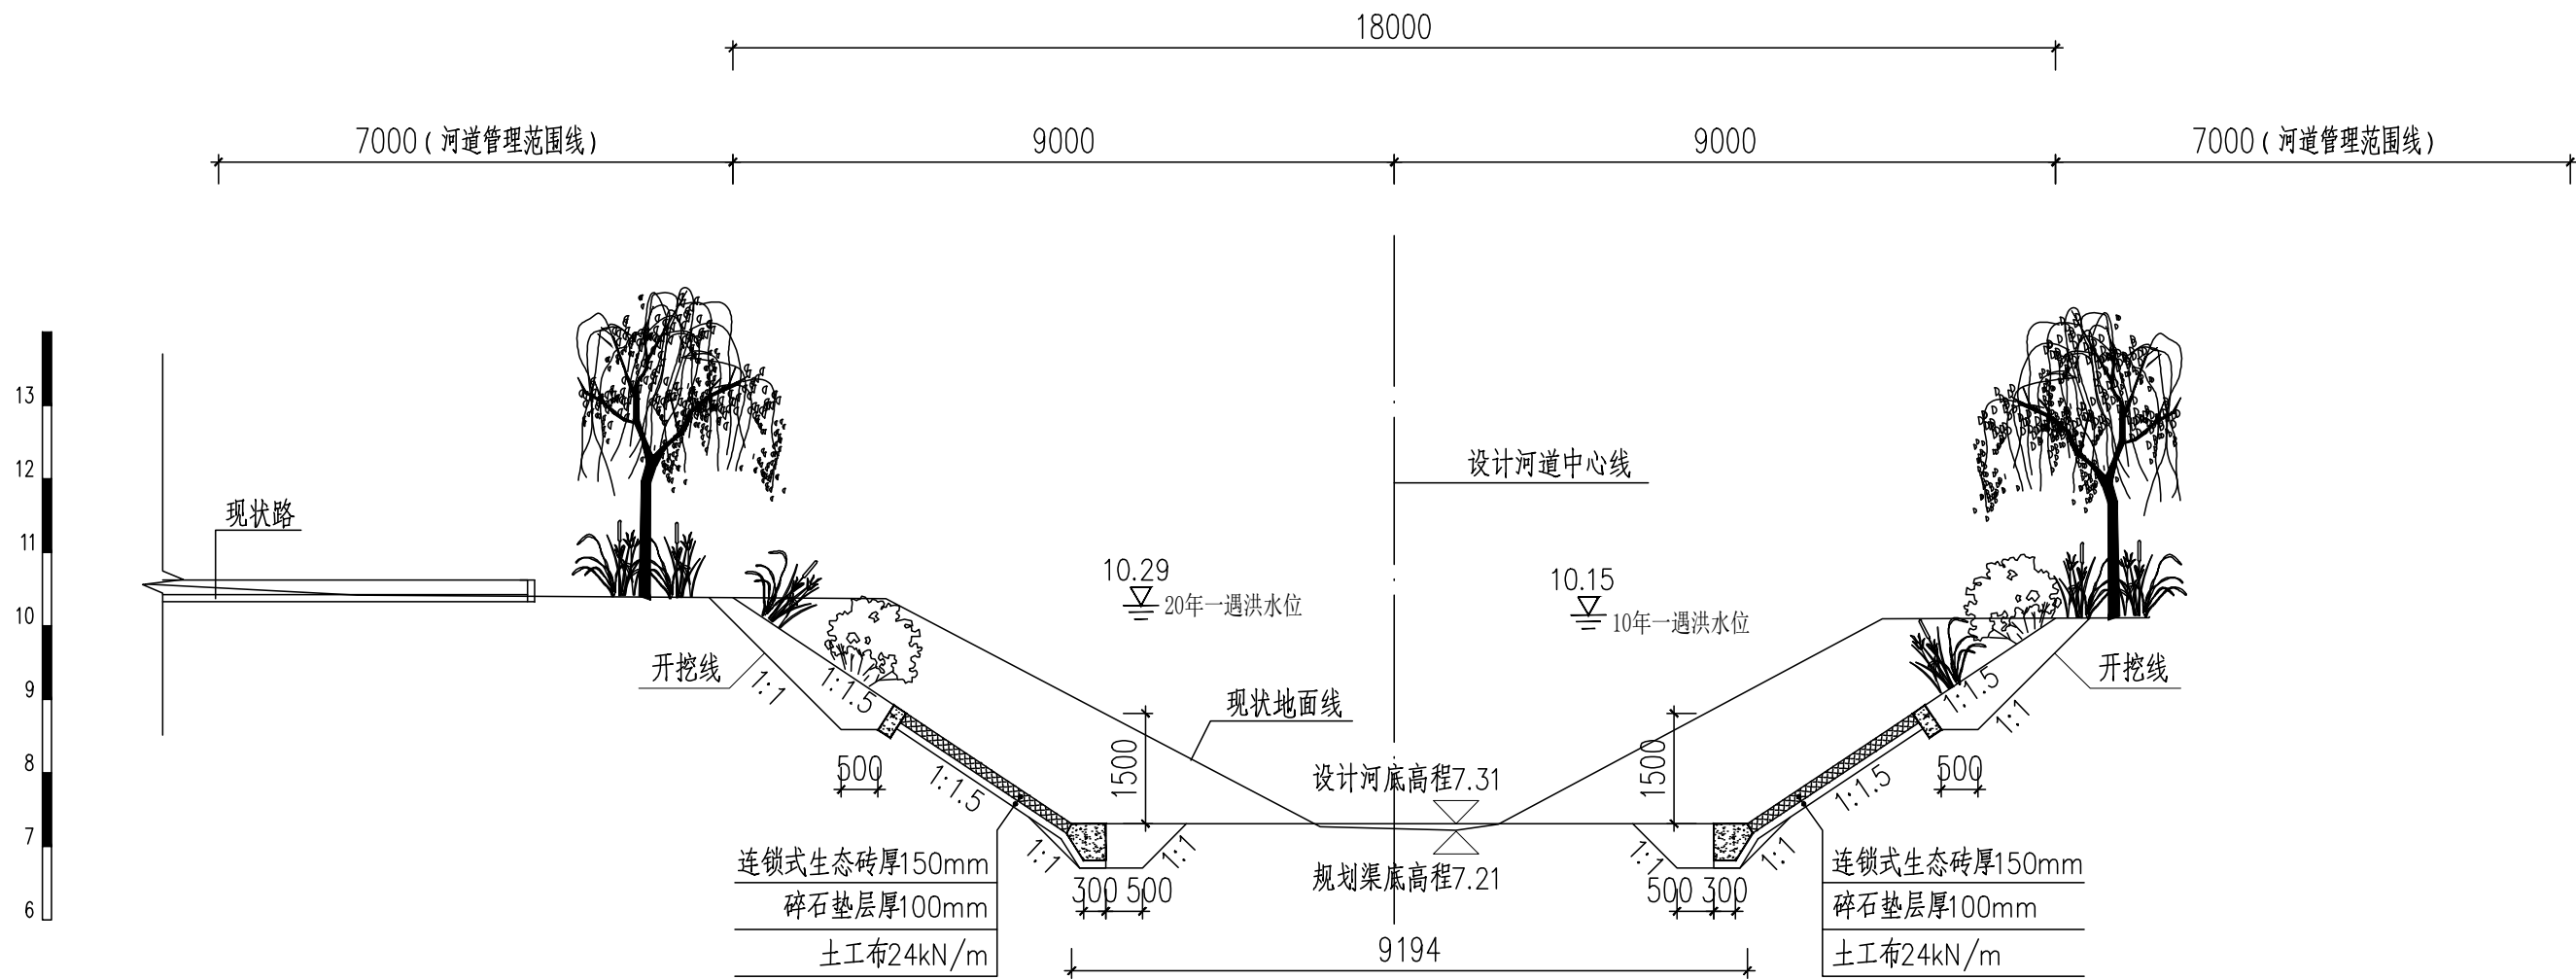 18000
7000(河道管理范围线)
9000
9000
7000(河道管理范围线)
13
12
11
10
9
8
7
6
现状路
设计河道中心线
10.29
20年一遇洪水位
10.15
10年一遇洪水位
开挖线
1:1
1:1.5
现状地面线
1:1.5
1:1
开挖线
500
1:1.5
1500
设计河底高程7.31
1500
1:1.5
500
1:1
1:1
规划渠底高程7.21
1:1
1:1
300
500
500
300
连锁式生态砖厚150mm
碎石垫层厚100mm
土工布24kN/m
9194
连锁式生态砖厚150mm
碎石垫层厚100mm
土工布24kN/m